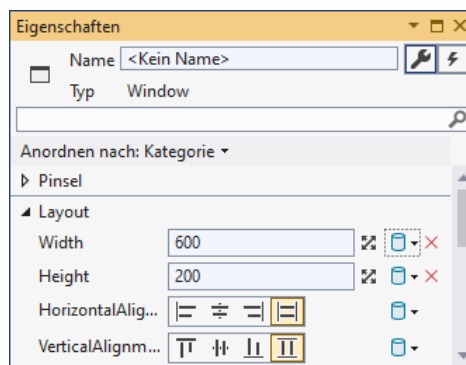 Eigenschaften
Name <Kein Name>
Typ Window
Anordnen nach: Kategorie
Pinsel
Layout
Width 600
Height 200
HorizontalAlig...
VerticalAlignm...